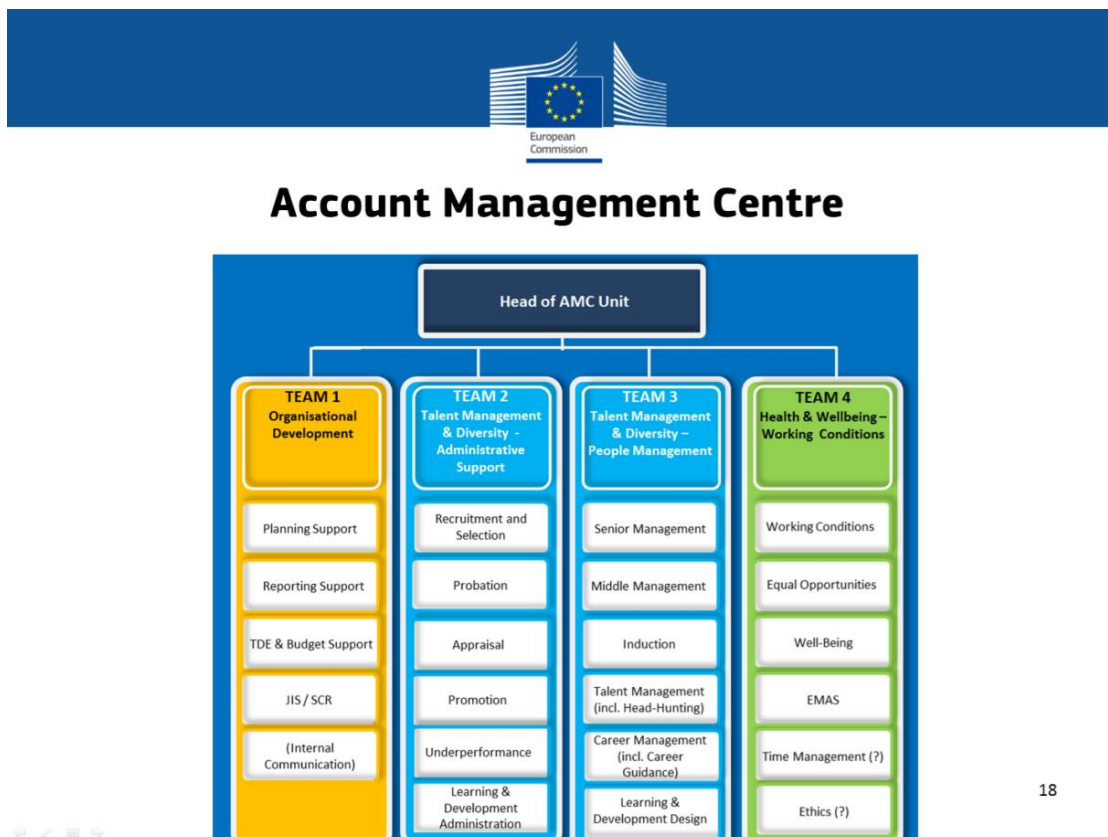 European
Commission
Account Management Centre
Head of AMC Unit
TEAM 1
Organisational
Development
Planning Support
Reporting Support
TDE & Budget Support
JIS / SCR
(Internal
Communication)
TEAM 2
Talent Management
& Diversity -
Administrative
Support
Recruitment and
Selection
Probation
Appraisal
Promotion
Underperformance
Learning &
Development
Administration
TEAM 3
Talent Management
& Diversity –
People Management
Senior Management
Middle Management
Induction
Talent Management
(incl. Head-Hunting)
Career Management
(incl. Career
Guidance)
Learning &
Development Design
TEAM 4
Health & Wellbeing –
Working Conditions
Working Conditions
Equal Opportunities
Well-Being
EMAS
Time Management (?)
Ethics (?)
18